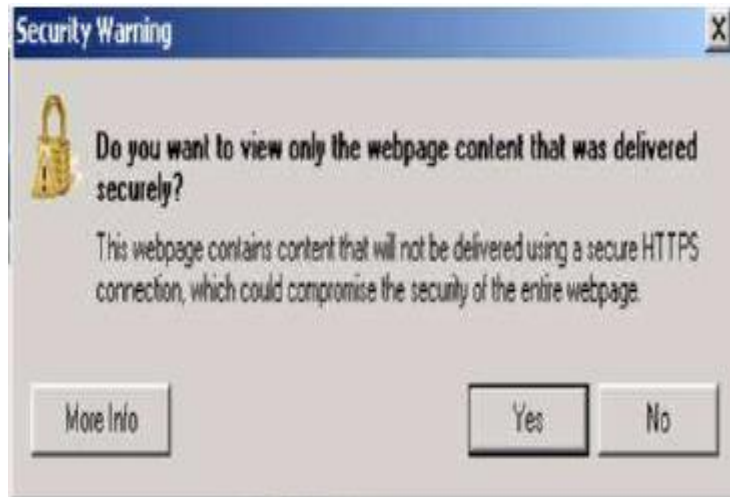 Security Warning
X
Do you want to view only the webpage content that was delivered
securely?
This webpage contains content that will not be delivered using a secure HTTPS
connection, which could compromise the security of the entire webpage.
More Info
Yes
No